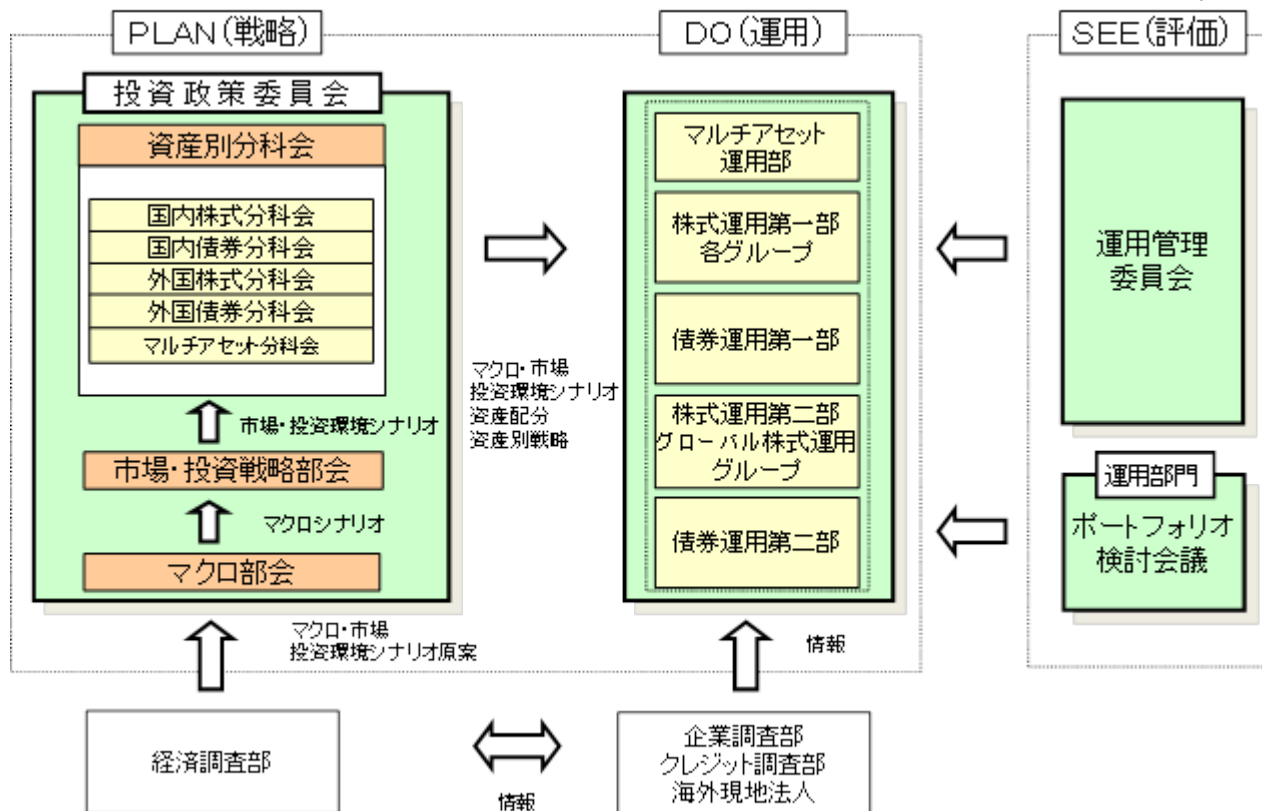 PLAN(戦略)
投資政策委員会
資産別分科会
国内株式分科会
国内債券分科会
外国株式分科会
外国債券分科会
マルチアセット分科会
市場・投資環境シナリオ
市場・投資戦略部会
マクロシナリオ
マクロ部会
マクロ・市場
投資環境シナリオ原案
経済調査部
マクロ・市場
投資環境シナリオ
資産配分
資産別戦略
DO(運用)
マルチアセット
運用部
株式運用第一部
各グループ
債券運用第一部
株式運用第二部
グローバル株式運用
グループ
債券運用第二部
情報
企業調査部
クレジット調査部
海外現地法人
情報
SEE(評価)
運用管理
委員会
運用部門
ポートフォリオ
検討会議